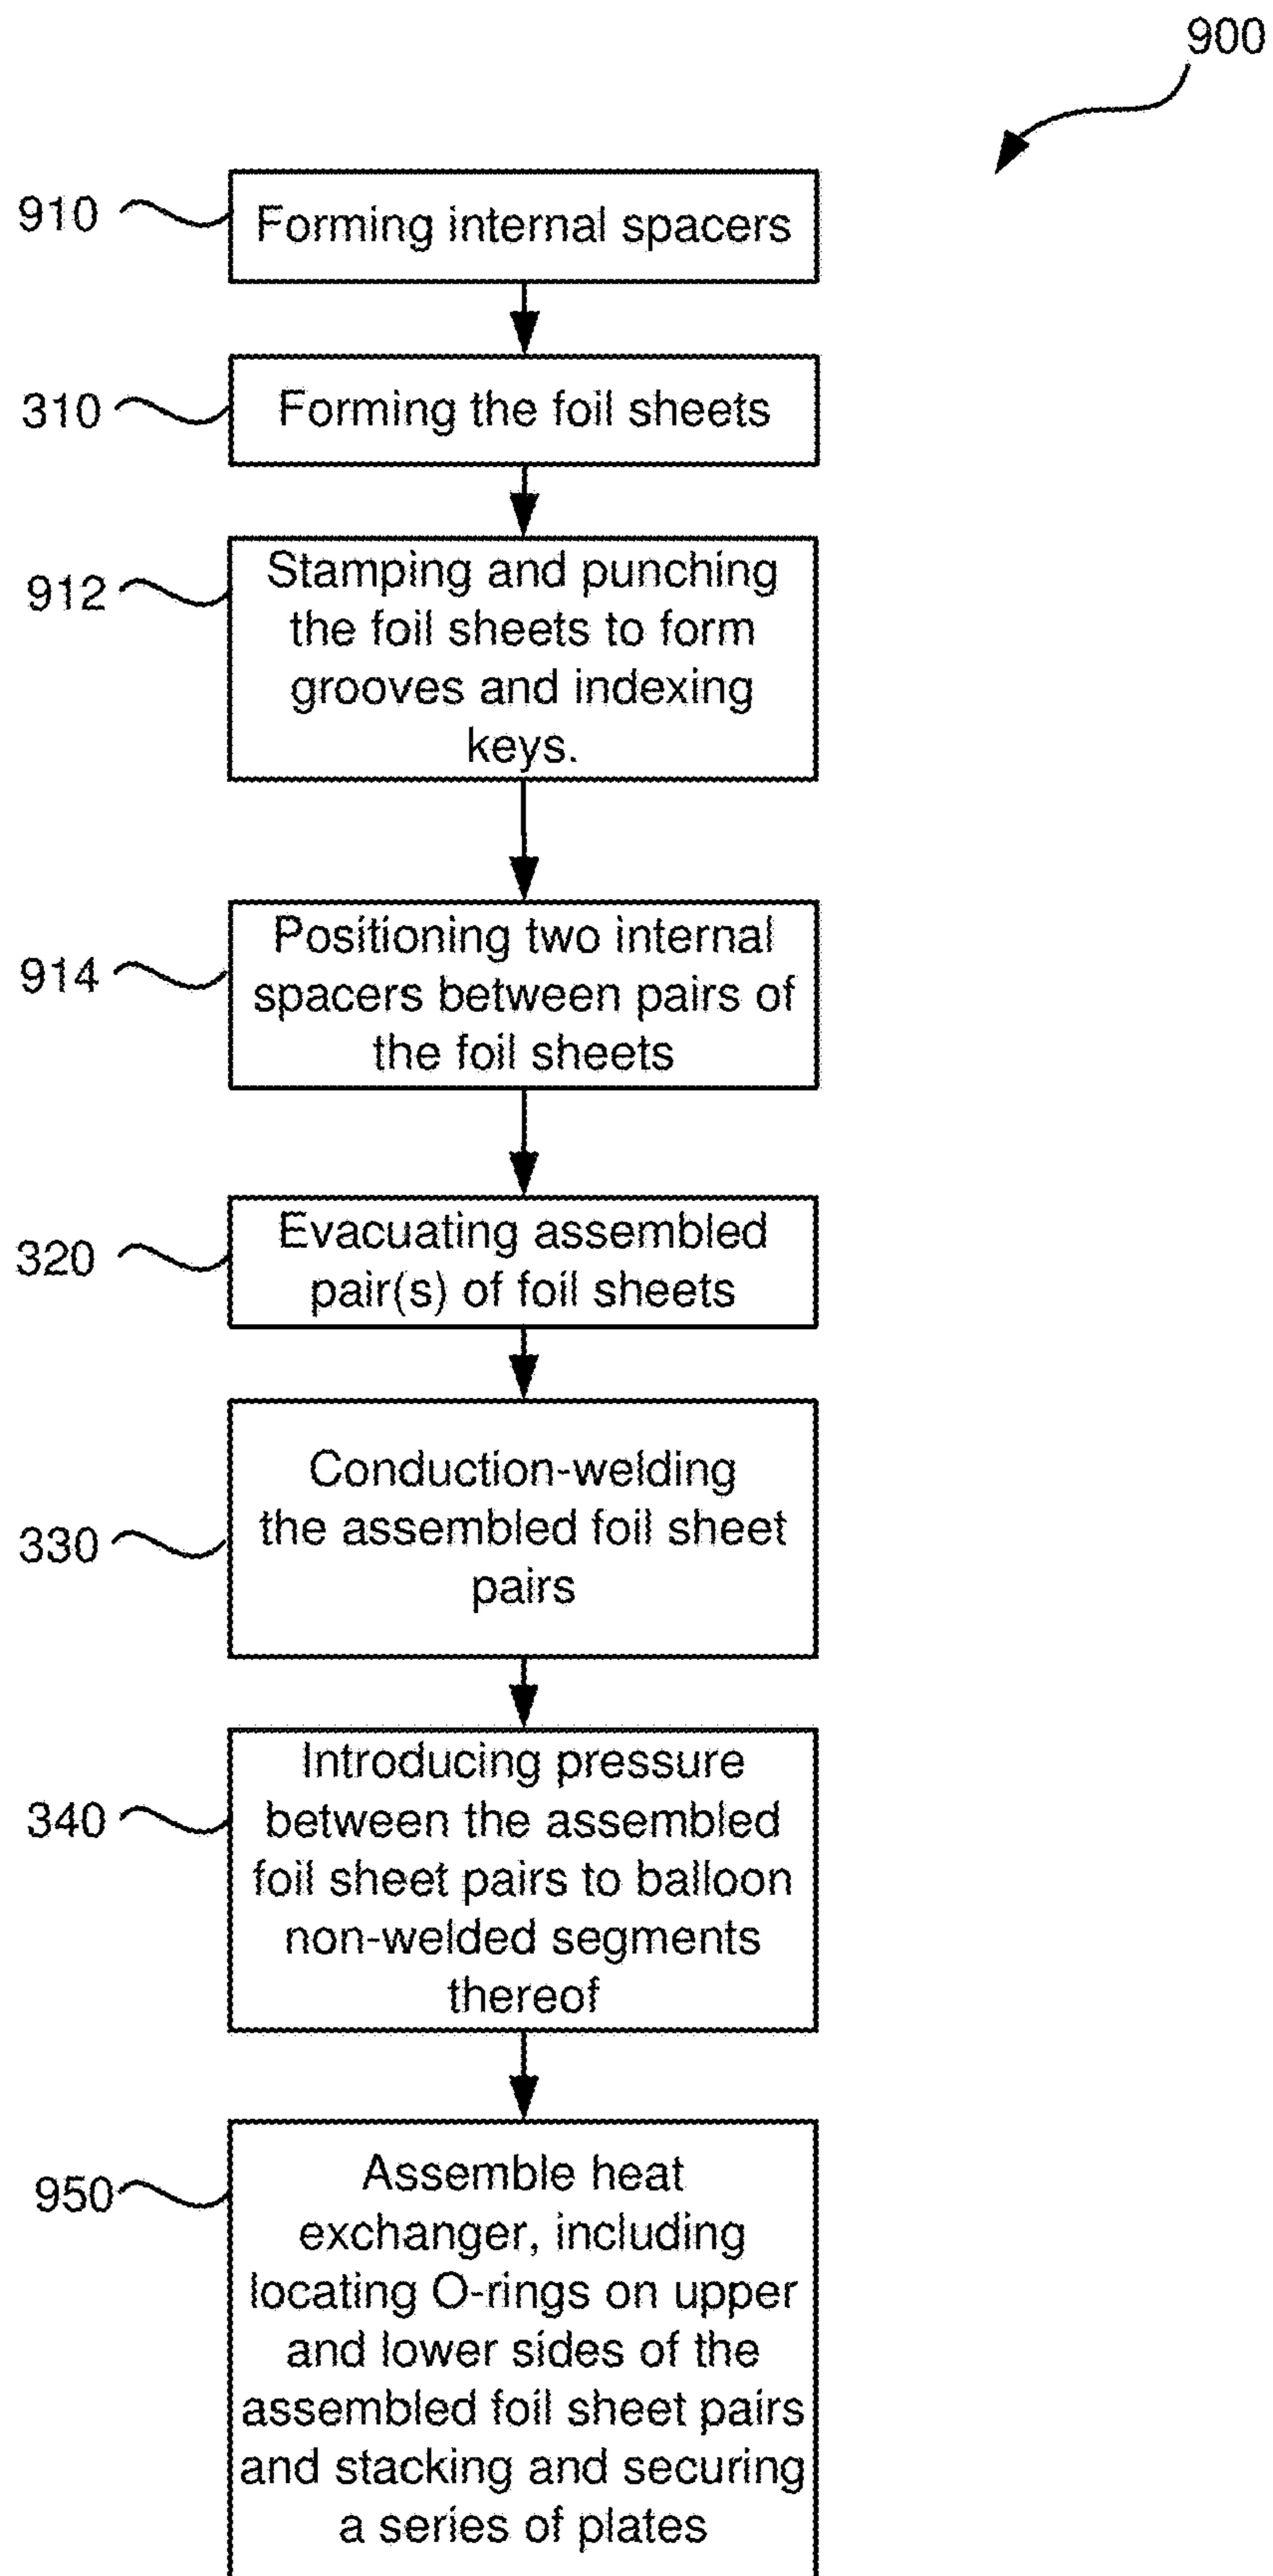 900
910
Forming internal spacers
310
Forming the foil sheets
912
Stamping and punching
the foil sheets to form
grooves and indexing
keys.
914
Positioning two internal
spacers between pairs of
the foil sheets
320
Evacuating assembled
pair(s) of foil sheets
330
Conduction-welding
the assembled foil sheet
pairs
340
Introducing pressure
between the assembled
foil sheet pairs to balloon
non-welded segments
thereof
950
Assemble heat
exchanger, including
locating O-rings on upper
and lower sides of the
assembled foil sheet pairs
and stacking and securing
a series of plates